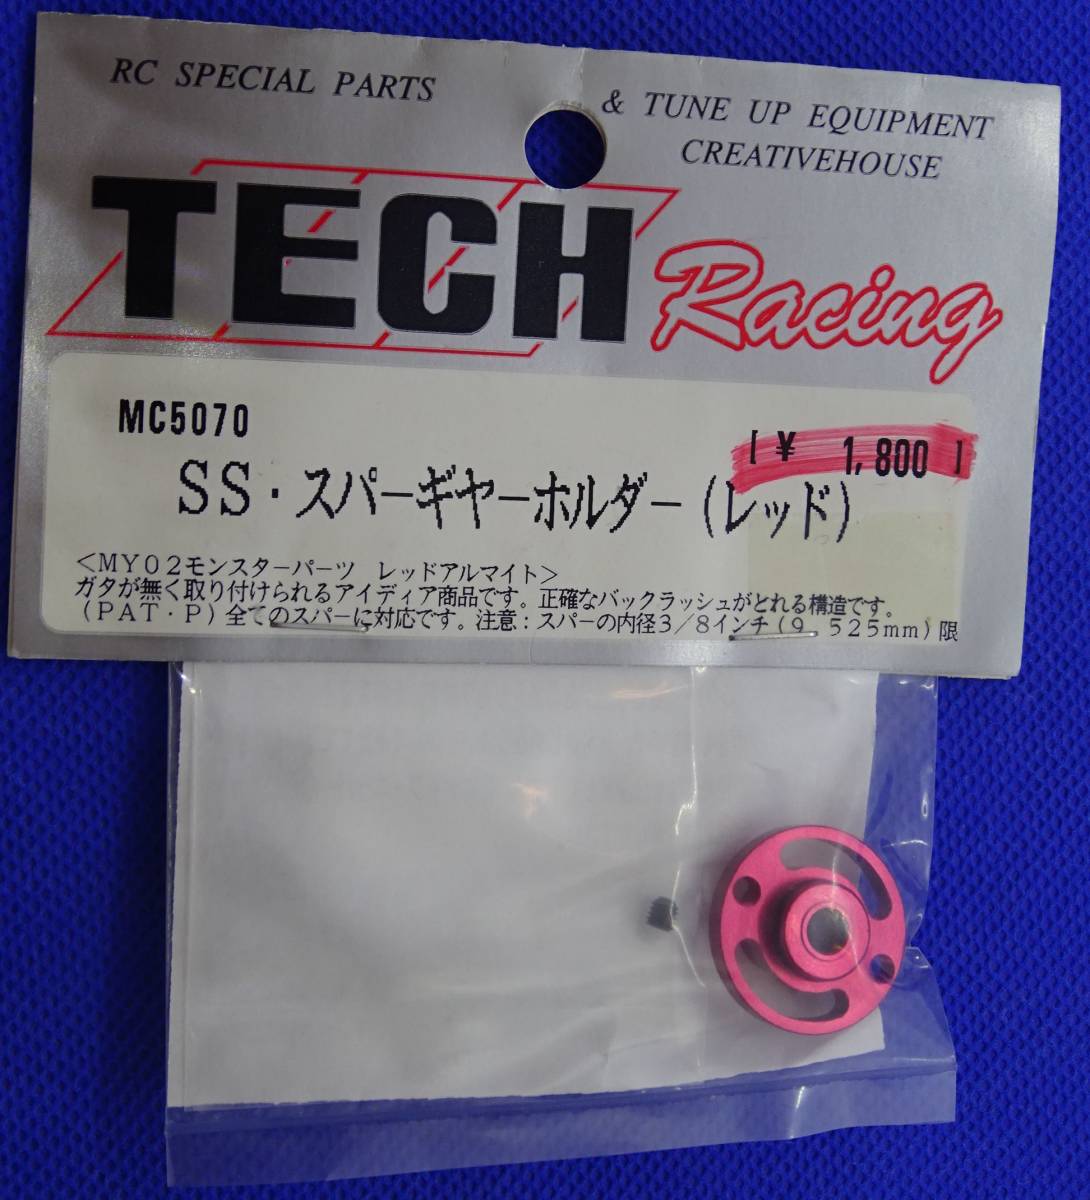 RC SPECIAL PARTS
& TUNE UP EQUIPMENT
CREATIVEHOUSE
TECH Racing
MC5070
[¥ 1,800 ]
SS・スパーギヤーホルダー(レッド)
<MY02モンスターパーツ レッドアルマイト>
ガタが無く取り付けられるアイディア商品です。正確なバックラッシュがとれる構造です。
(PAT・P)全てのスパーに対応です。注意:スパーの内径3/8インチ(9.525mm)限